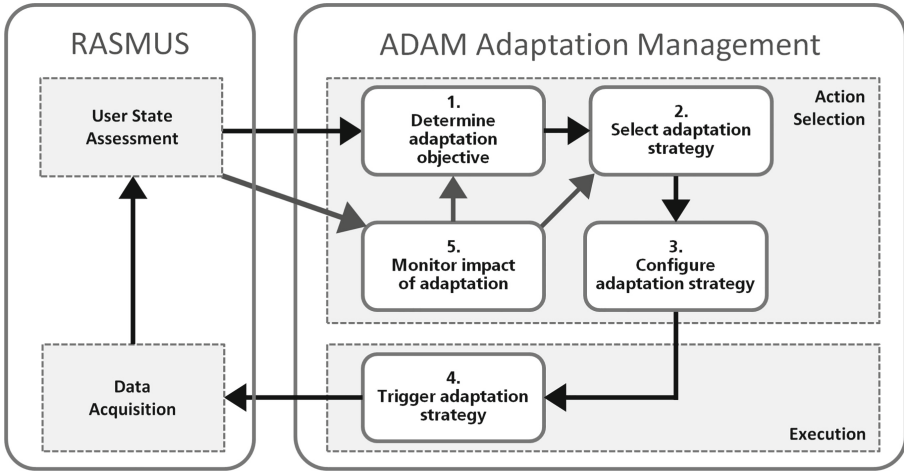 RASMUS
ADAM Adaptation Management
User State
Assessment
1.
Determine
adaptation
objective
2.
Select adaptation
strategy
Action
Selection
5.
Monitor impact
of adaptation
3.
Configure
adaptation strategy
Data
Acquisition
4.
Trigger adaptation
strategy
Execution